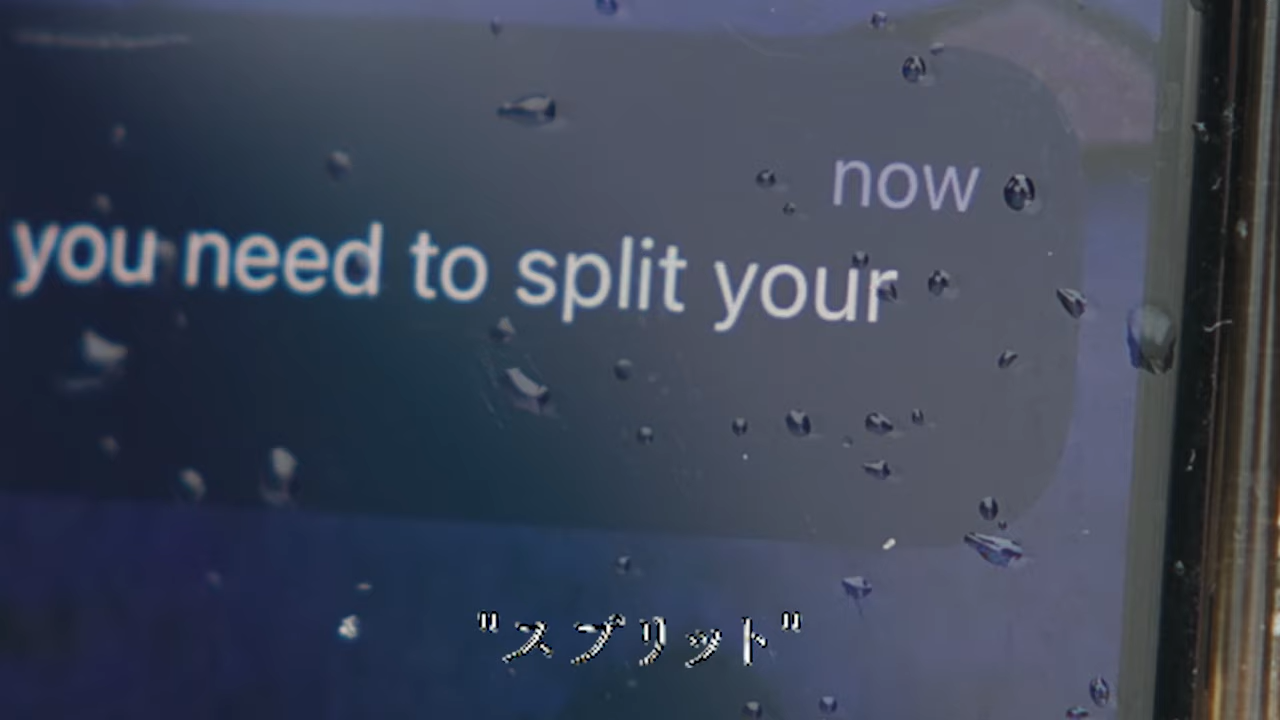 now
you need to split your
"スプリット"